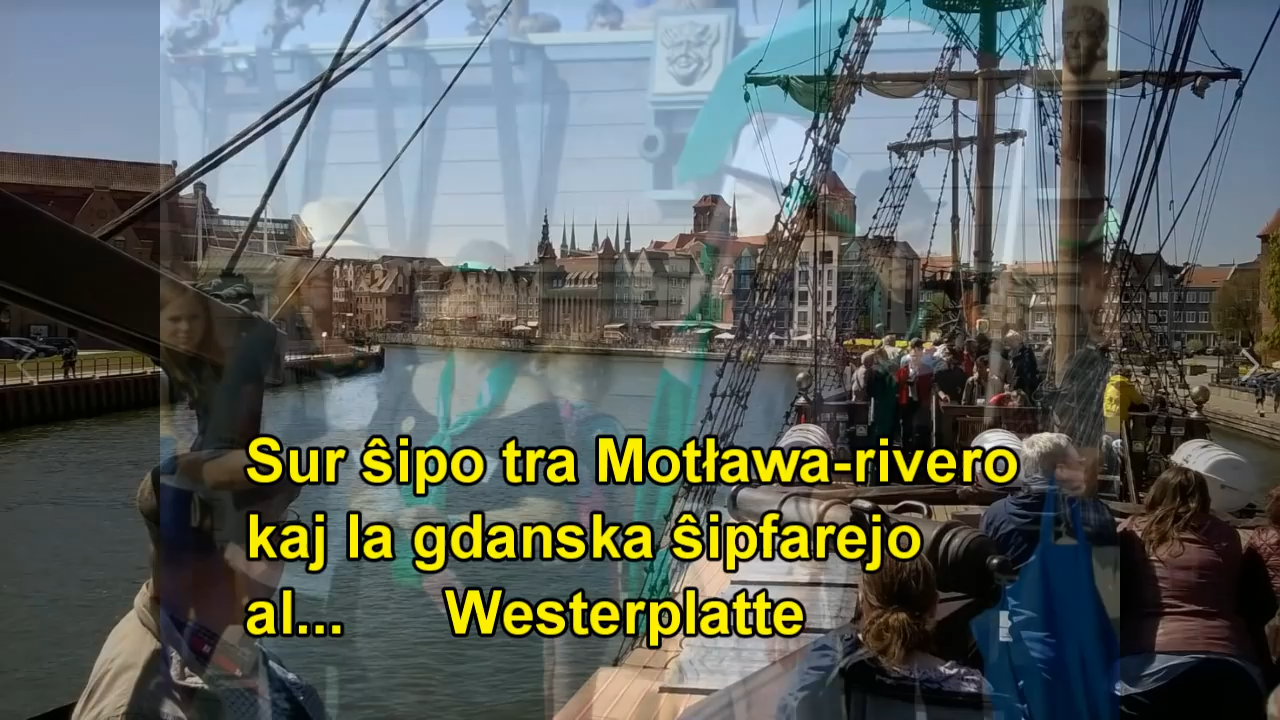 Sur ŝipo tra Motława-rivero
kaj la gdanska ŝipfarejo
al... Westerplatte